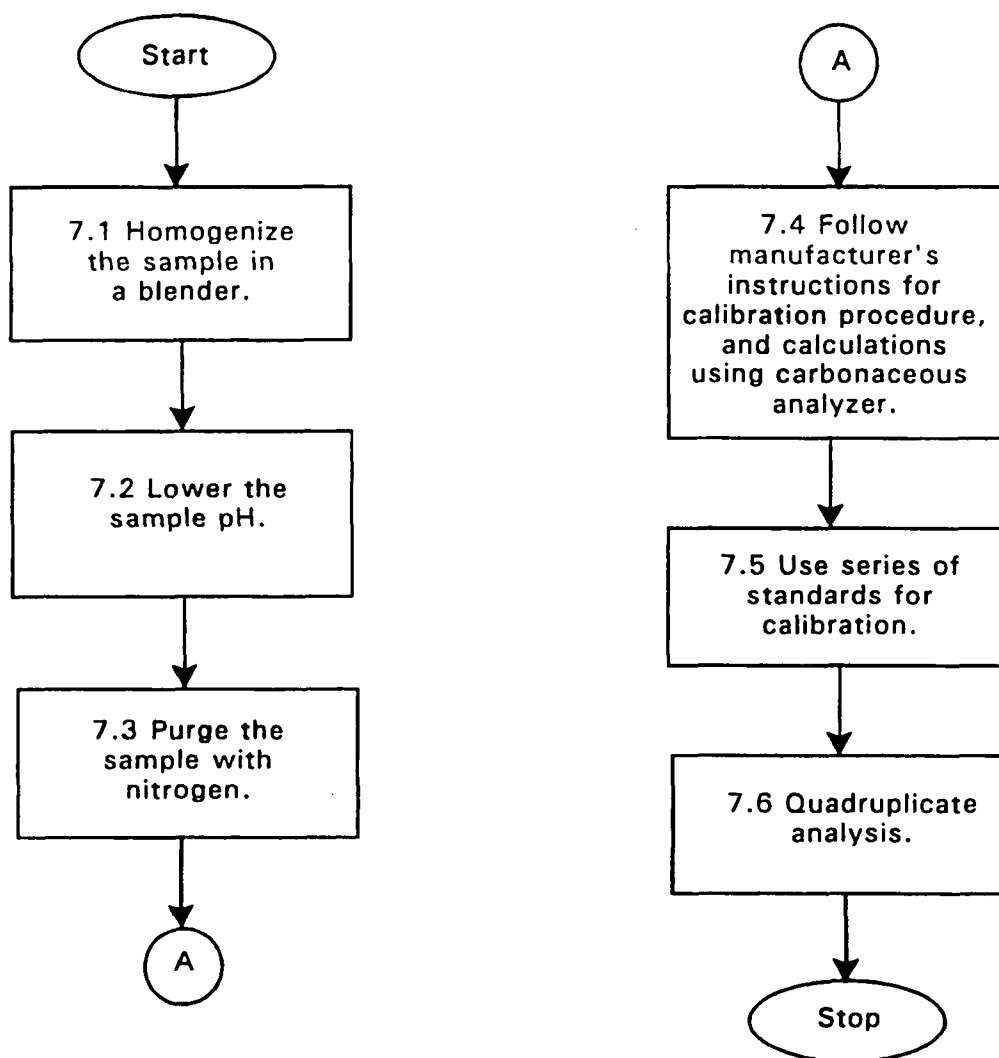 Start
7.1 Homogenize
the sample in
a blender.
7.2 Lower the
sample pH.
7.3 Purge the
sample with
nitrogen.
A
A
7.4 Follow
manufacturer's
instructions for
calibration procedure,
and calculations
using carbonaceous
analyzer.
7.5 Use series of
standards for
calibration.
7.6 Quadruplicate
analysis.
Stop